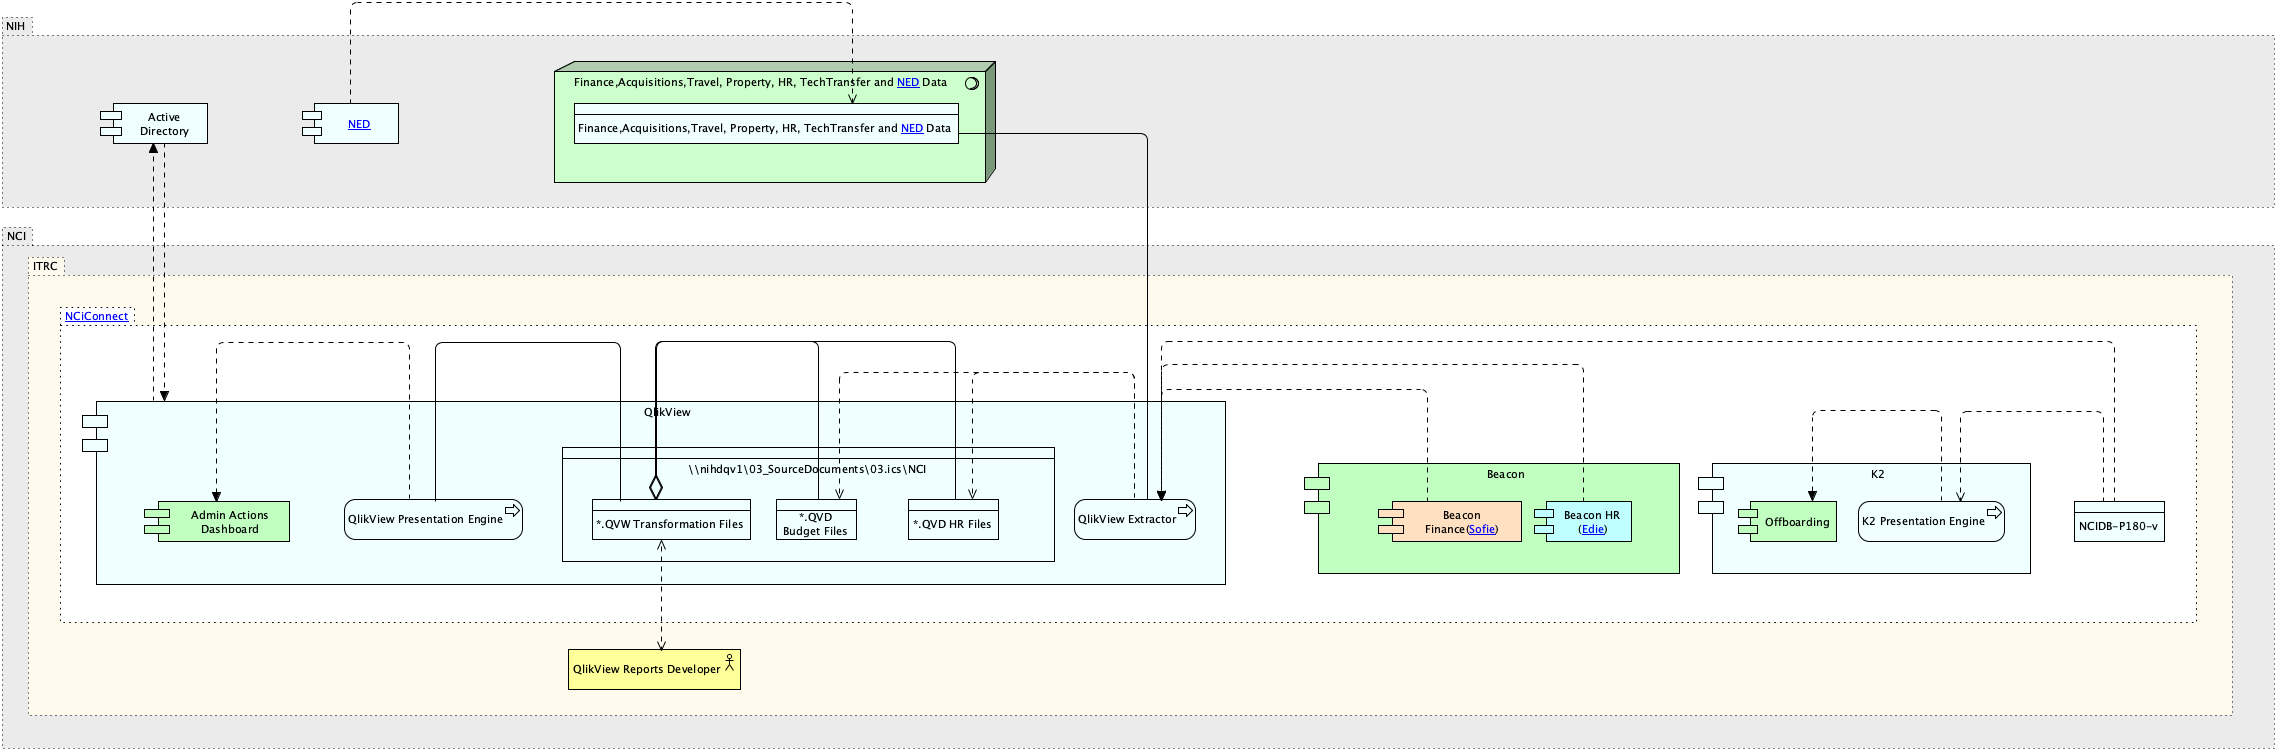 NIH
Finance,Acquisitions,Travel, Property, HR, TechTransfer and NED Data
Active
Directory
NED
Finance,Acquisitions,Travel, Property, HR, TechTransfer and NED Data
NCI
ITRC
NCiConnect
QlikView
\\nihdqv1\03_SourceDocuments\03.ics\NCI
Admin Actions
Dashboard
QlikView Presentation Engine
*.QVW Transformation Files
*.QVD
Budget Files
*.QVD HR Files
QlikView Extractor
Beacon
Beacon
Finance(Sofie)
Beacon HR
(Edie)
K2
Offboarding
K2 Presentation Engine
NCIDB-P180-v
QlikView Reports Developer